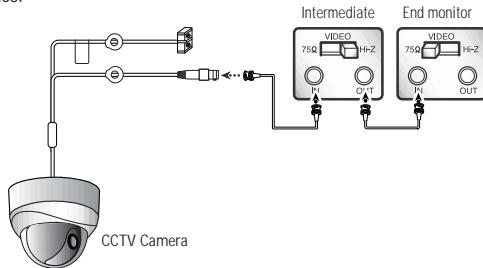 Intermediate
End monitor
VIDEO
75Ω Hi-Z
IN OUT
VIDEO
75Ω Hi-Z
IN OUT
CCTV Camera